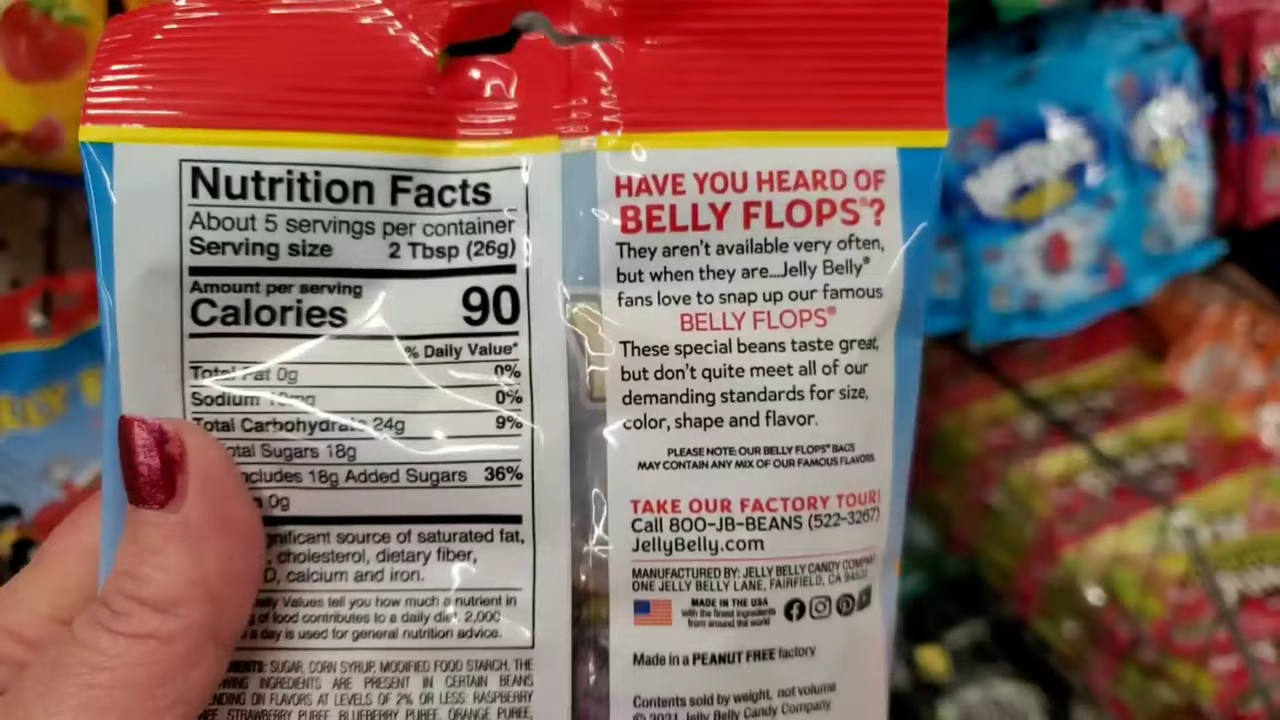 Nutrition Facts
About 5 servings per container
Serving size 2 Tbsp (26g)
Amount per serving
Calories 90
% Daily Value*
Total Fat 0g 0%
Sodium 10mg 0%
Total Carbohydrate 24g 9%
otal Sugars 18g
ncludes 18g Added Sugars 36%
0g
gnificant source of saturated fat,
cholesterol, dietary fiber,
D, calcium and iron.
aily Values tell you how much a nutrient in
g of food contributes to a daily diet. 2,000
a day is used for general nutrition advice.
SUGAR, CORN SYRUP, MODIFIED FOOD STARCH, THE
WING INGREDIENTS ARE PRESENT IN CERTAIN BEANS
NDING ON FLAVORS AT LEVELS OF 2% OR LESS: RASPBERRY
EE, STRAWBERRY PUREE, BLUEBERRY PUREE, ORANGE PUREE,
HAVE YOU HEARD OF
BELLY FLOPS®?
They aren't available very often,
but when they are...Jelly Belly®
fans love to snap up our famous
BELLY FLOPS®
These special beans taste great,
but don't quite meet all of our
demanding standards for size,
color, shape and flavor.
PLEASE NOTE: OUR BELLY FLOPS® BAGS
MAY CONTAIN ANY MIX OF OUR FAMOUS FLAVORS.
TAKE OUR FACTORY TOUR!
Call 800-JB-BEANS (522-3267)
JellyBelly.com
MANUFACTURED BY: JELLY BELLY CANDY COMPANY
ONE JELLY BELLY LANE, FAIRFIELD, CA
MADE IN THE USA
with the finest ingredients
from around the world
Made in a PEANUT FREE factory
Contents sold by weight, not volume
© 2021 Jelly Belly Candy Company